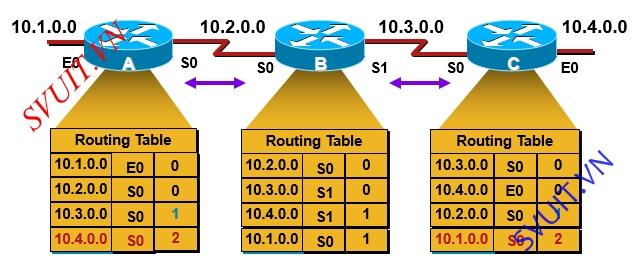 10.1.0.0 10.2.0.0 10.3.0.0 10.4.0.0
A B C
E0 S0 S0 S1 S0 E0
SVUIT.VN
Routing Table
10.1.0.0 E0 0
10.2.0.0 S0 0
10.3.0.0 S0 1
10.4.0.0 S0 2
Routing Table
10.2.0.0 S0 0
10.3.0.0 S1 0
10.4.0.0 S1 1
10.1.0.0 S0 1
Routing Table
10.3.0.0 S0 0
10.4.0.0 E0 0
10.2.0.0 S0
10.1.0.0 S0 2
SVUIT.VN